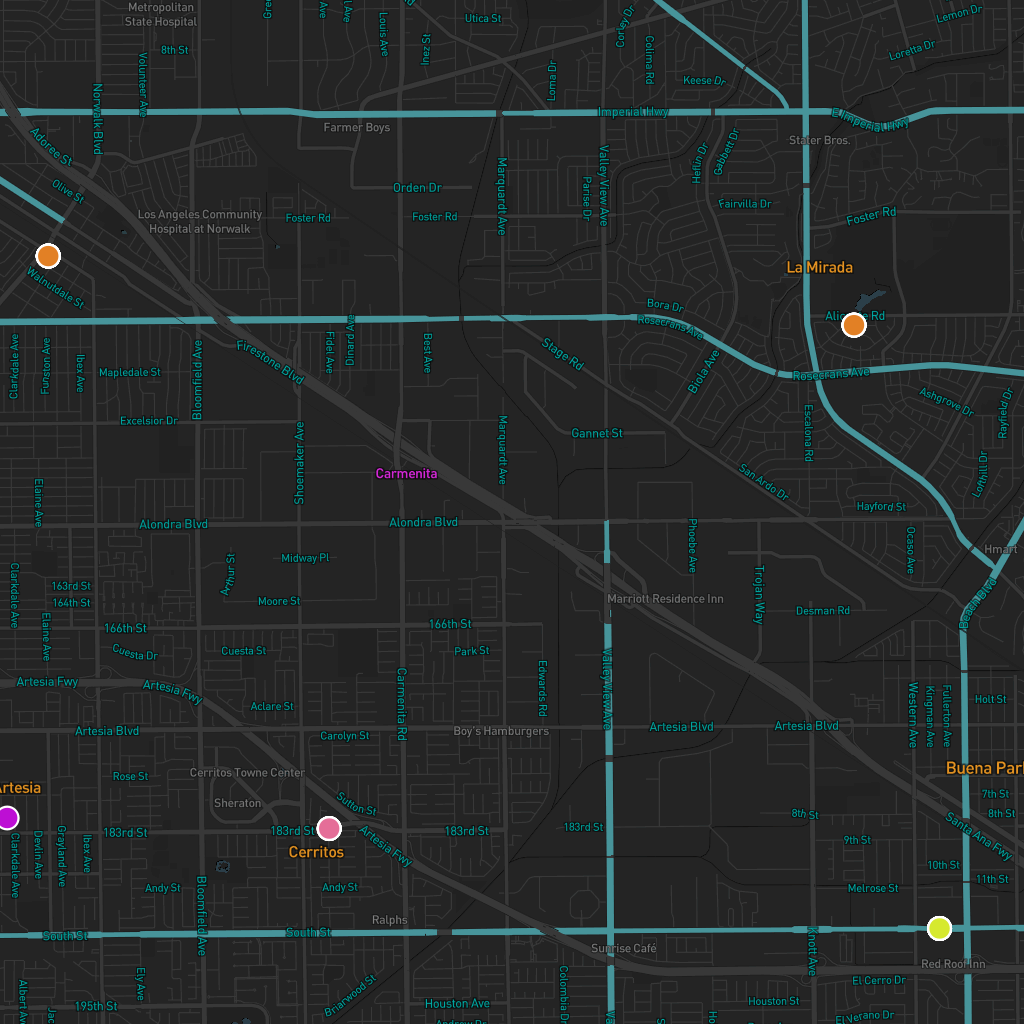 Metropolitan
State Hospital
Utica St
Louis Ave
Inez St
Corley Dr
Colima Rd
Lemon Dr
Loretta Dr
8th St
Volunteer Ave
Norwalk Blvd
Loma Dr
Keese Dr
Imperial Hwy
E Imperial Hwy
Farmer Boys
Stater Bros.
Adoree St
Olive St
Orden Dr
Marquardt Ave
Valley View Ave
Parise Dr
Gabbett Dr
Fairvilla Dr
Los Angeles Community
Hospital at Norwalk
Foster Rd
Foster Rd
Foster Rd
Walnutdale St
La Mirada
Bora Dr
Rosecrans Ave
Alicante Rd
Clarkdale Ave
Funston Ave
Ibex Ave
Mapledale St
Bloomfield Ave
Firestone Blvd
Fidel Ave
Dinard Ave
Best Ave
Stage Rd
Biola Ave
Rosecrans Ave
Ashgrove Dr
Rayfield Dr
Excelsior Dr
Shoemaker Ave
Marquardt Ave
Gannet St
Escalona Rd
Carmenita
San Ardo Dr
Lofthill Dr
Elaine Ave
Hayford St
Alondra Blvd
Alondra Blvd
Phoebe Ave
Ocaso Ave
Hmart
Clarkdale Ave
Midway Pl
Arthur St
163rd St
164th St
Moore St
Marriott Residence Inn
Trojan Way
Desman Rd
Beach Blvd
Elaine Ave
166th St
166th St
Cuesta Dr
Cuesta St
Park St
Edwards Rd
Valley View Ave
Artesia Fwy
Artesia Fwy
Carmenita Rd
Aclare St
Western Ave
Kingman Ave
Fullerton Ave
Holt St
Artesia Blvd
Carolyn St
Boy's Hamburgers
Artesia Blvd
Artesia Blvd
Rose St
Cerritos Towne Center
Buena Park
Artesia
Sheraton
Sutton St
7th St
8th St
8th St
Santa Ana Fwy
183rd St
183rd St
183rd St
183rd St
Cerritos
Artesia Fwy
9th St
10th St
11th St
Clarkdale Ave
Devlin Ave
Grayland Ave
Ibex Ave
Andy St
Andy St
Melrose St
Bloomfield Ave
Ralphs
South St
South St
Sunrise Café
Knott Ave
Red Roof Inn
El Cerro Dr
Ely Ave
Briarwood St
Colombia Dr
Houston St
195th St
Houston Ave